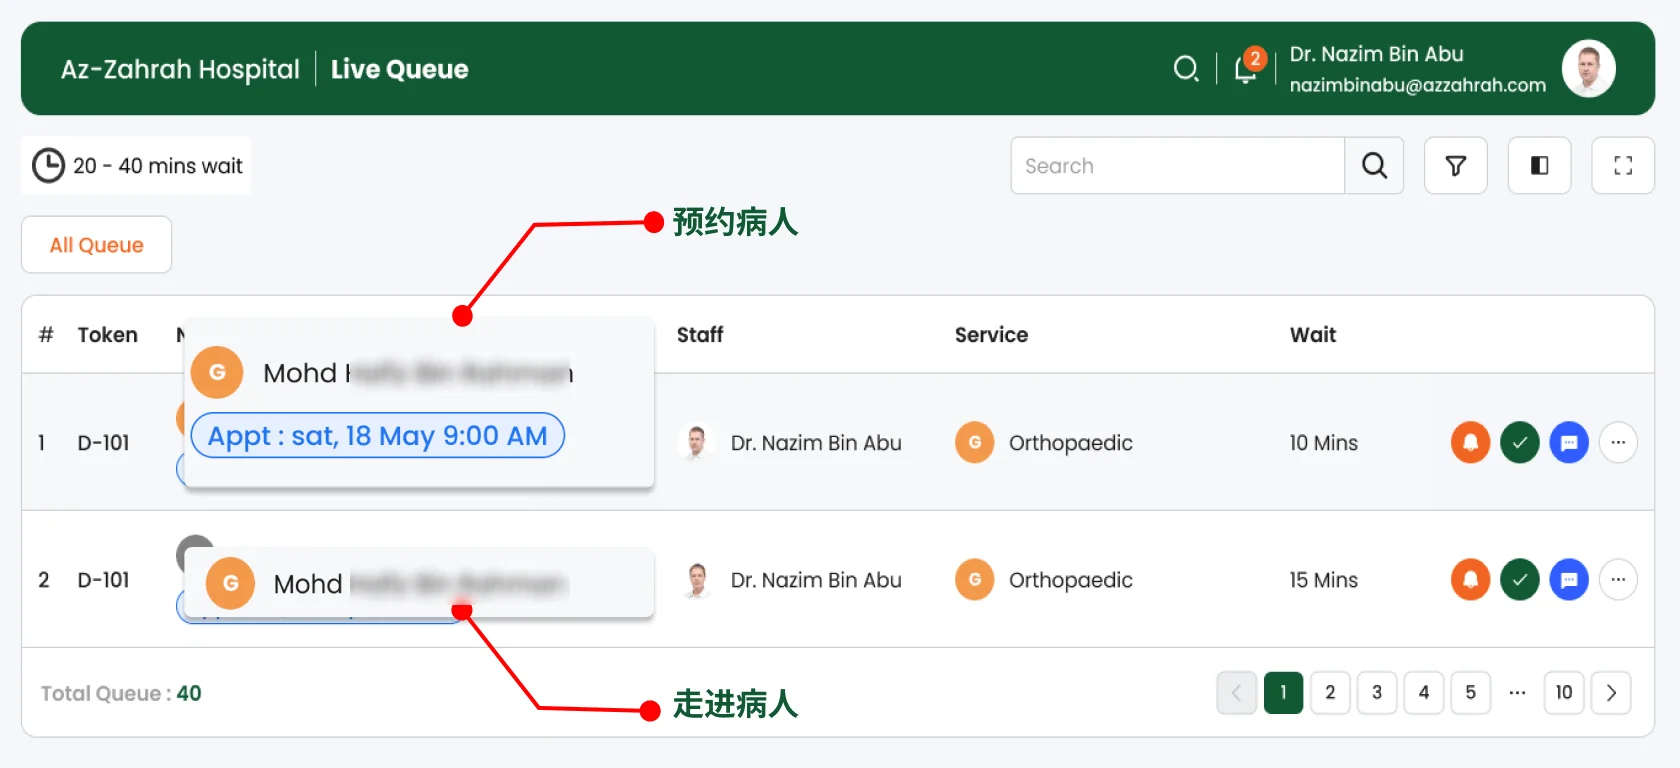 Az-Zahrah Hospital Live Queue
2
Dr. Nazim Bin Abu
nazimbinabu@azzahrah.com
20 - 40 mins wait
Search
预约病人
All Queue
# Token Staff Service Wait
G Mohd
Appt : sat, 18 May 9:00 AM
1 D-101 Dr. Nazim Bin Abu G Orthopaedic 10 Mins
2 D-101 G Mohd Dr. Nazim Bin Abu G Orthopaedic 15 Mins
Total Queue : 40
走进病人
1 2 3 4 5 ... 10